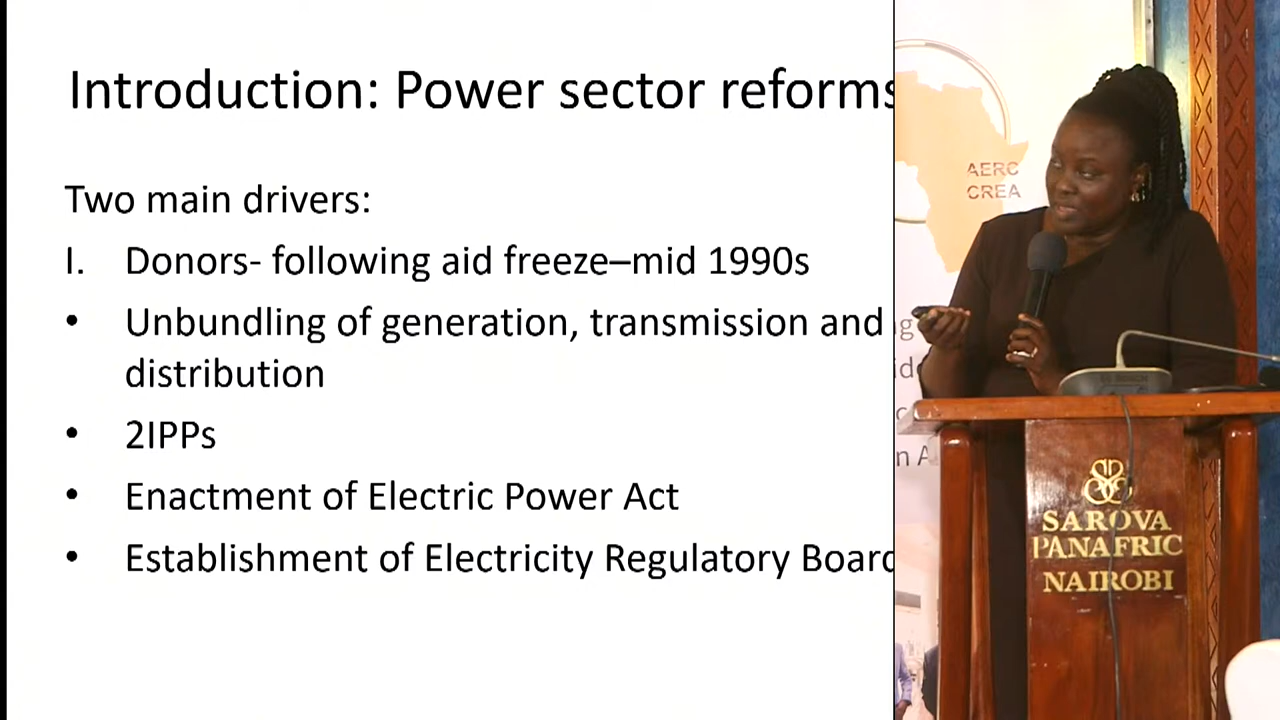 Introduction: Power sector reforms
Two main drivers:
I. Donors- following aid freeze–mid 1990s
• Unbundling of generation, transmission and
distribution
• 2IPPs
• Enactment of Electric Power Act
• Establishment of Electricity Regulatory Board
AERC
CREA
SAROVA
PANAFRIC
NAIROBI